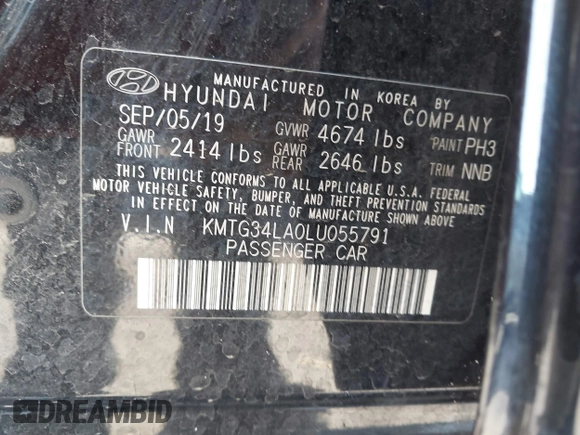 MANUFACTURED IN KOREA BY
HYUNDAI MOTOR COMPANY
SEP/05/19 GVWR 4674 lbs PAINT PH3
GAWR FRONT 2414 lbs GAWR REAR 2646 lbs TRIM NNB
THIS VEHICLE CONFORMS TO ALL APPLICABLE U.S.A. FEDERAL
MOTOR VEHICLE SAFETY, BUMPER, AND THEFT PREVENTION STANDARDS
IN EFFECT ON THE DATE OF MANUFACTURE SHOWN ABOVE
V.I.N KMTG34LA0LU055791
PASSENGER CAR
DREAMBID